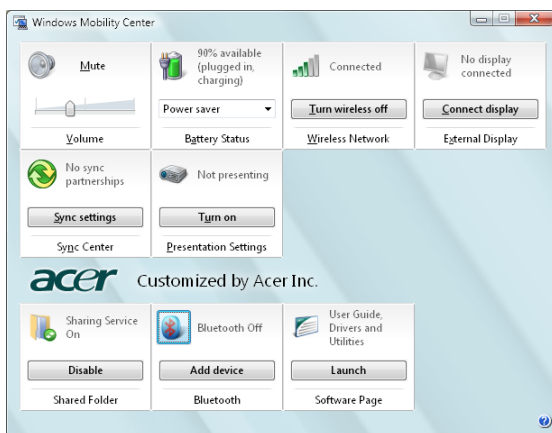 Windows Mobility Center
Mute
Volume
90% available
(plugged in,
charging)
Power saver
Battery Status
Connected
Turn wireless off
Wireless Network
No display
connected
Connect display
External Display
No sync
partnerships
Sync settings
Sync Center
Not presenting
Turn on
Presentation Settings
acer Customized by Acer Inc.
Sharing Service
On
Disable
Shared Folder
Bluetooth Off
Add device
Bluetooth
User Guide,
Drivers and
Utilities
Launch
Software Page